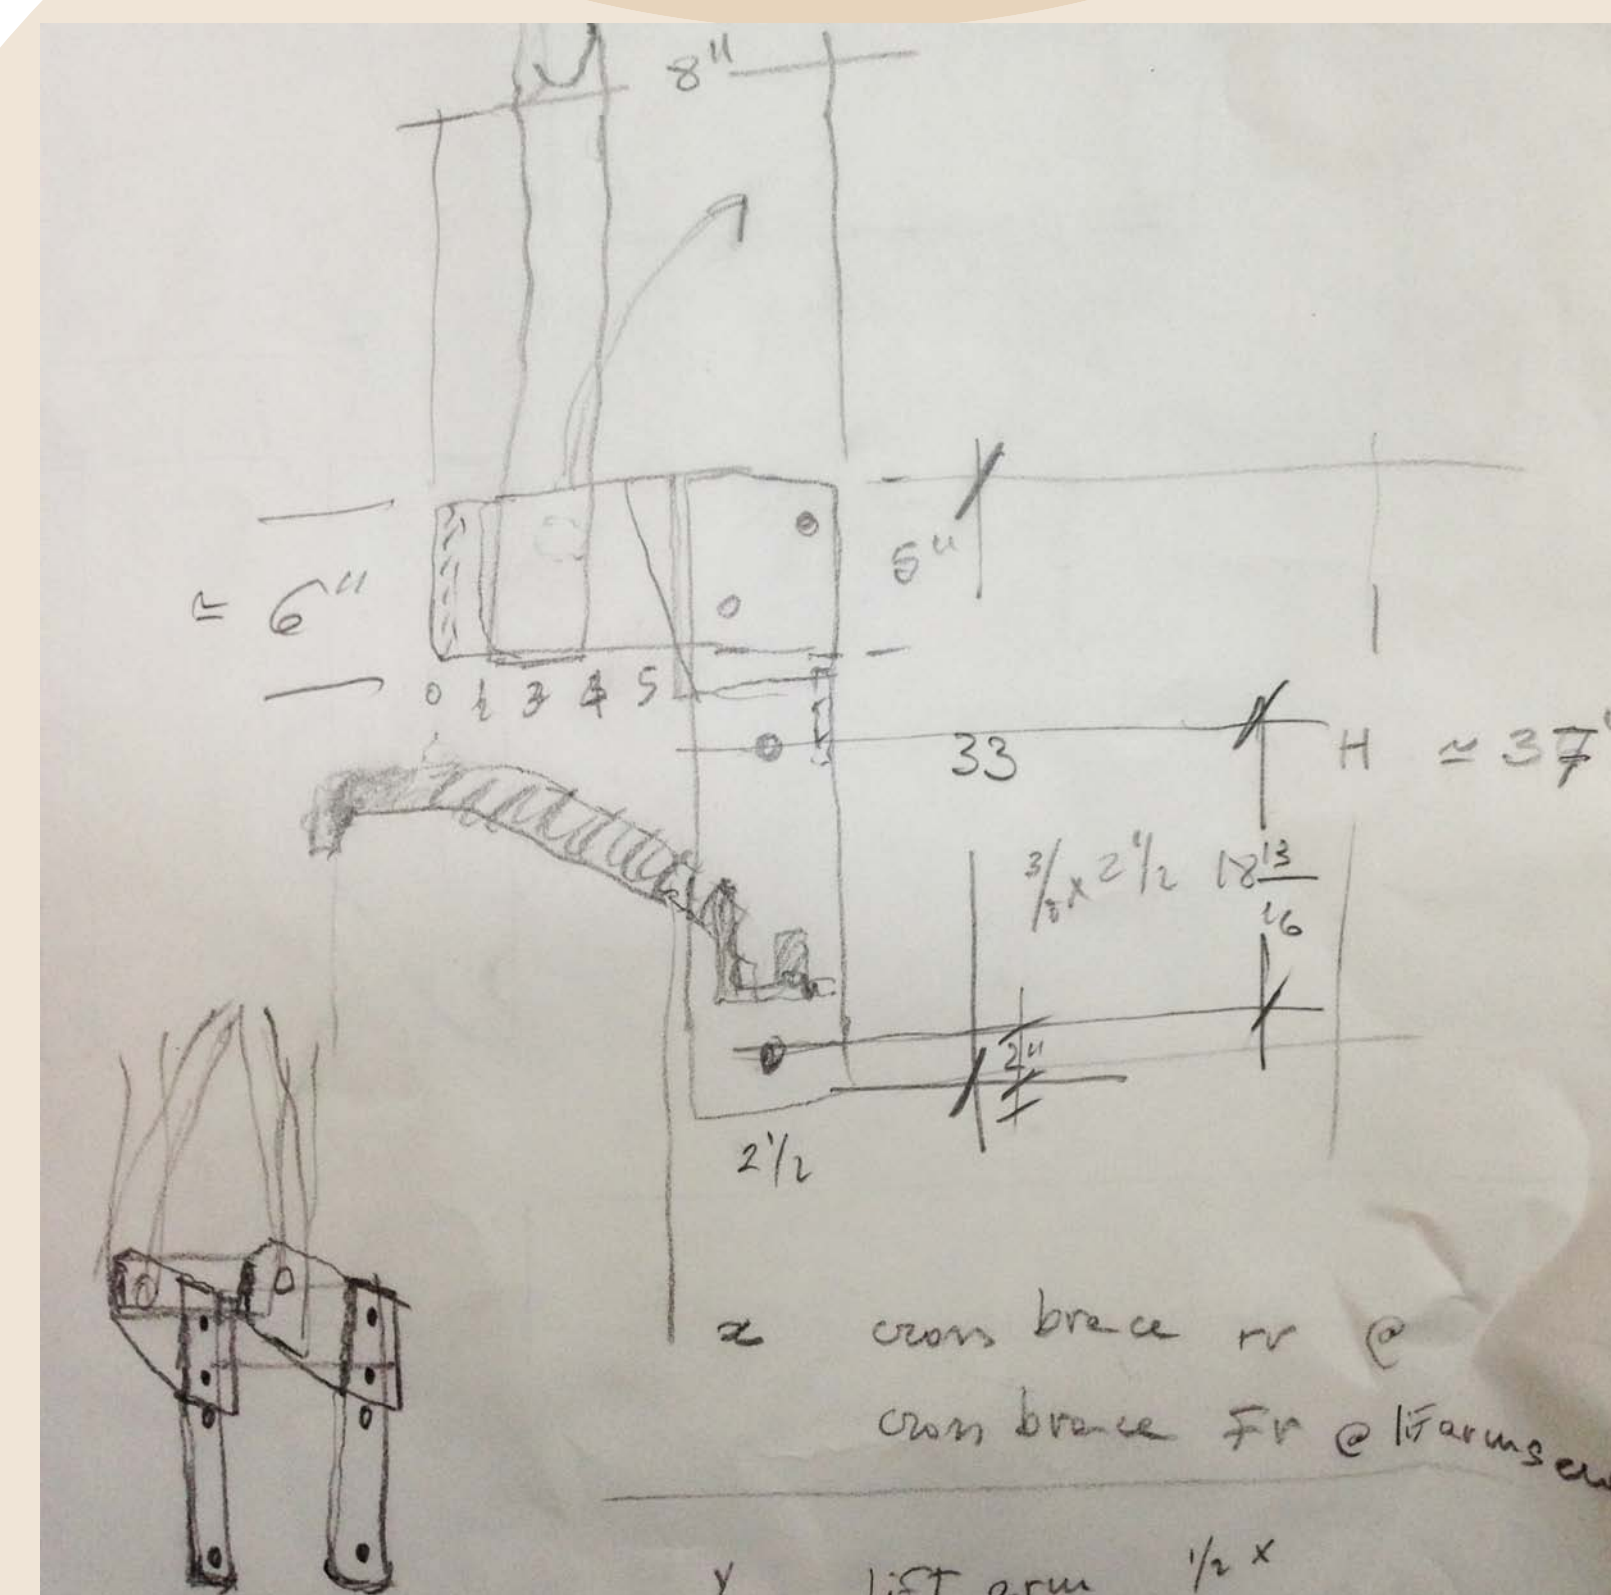 8"
5"
≃ 6"
0 1 3 4 5
33 H ≃ 37"
3/8 x 2 1/2 18 13/16
2"
2 1/2
x cross brace rr @
cross brace Fr @ lift arms
y lift arm 1/2 x